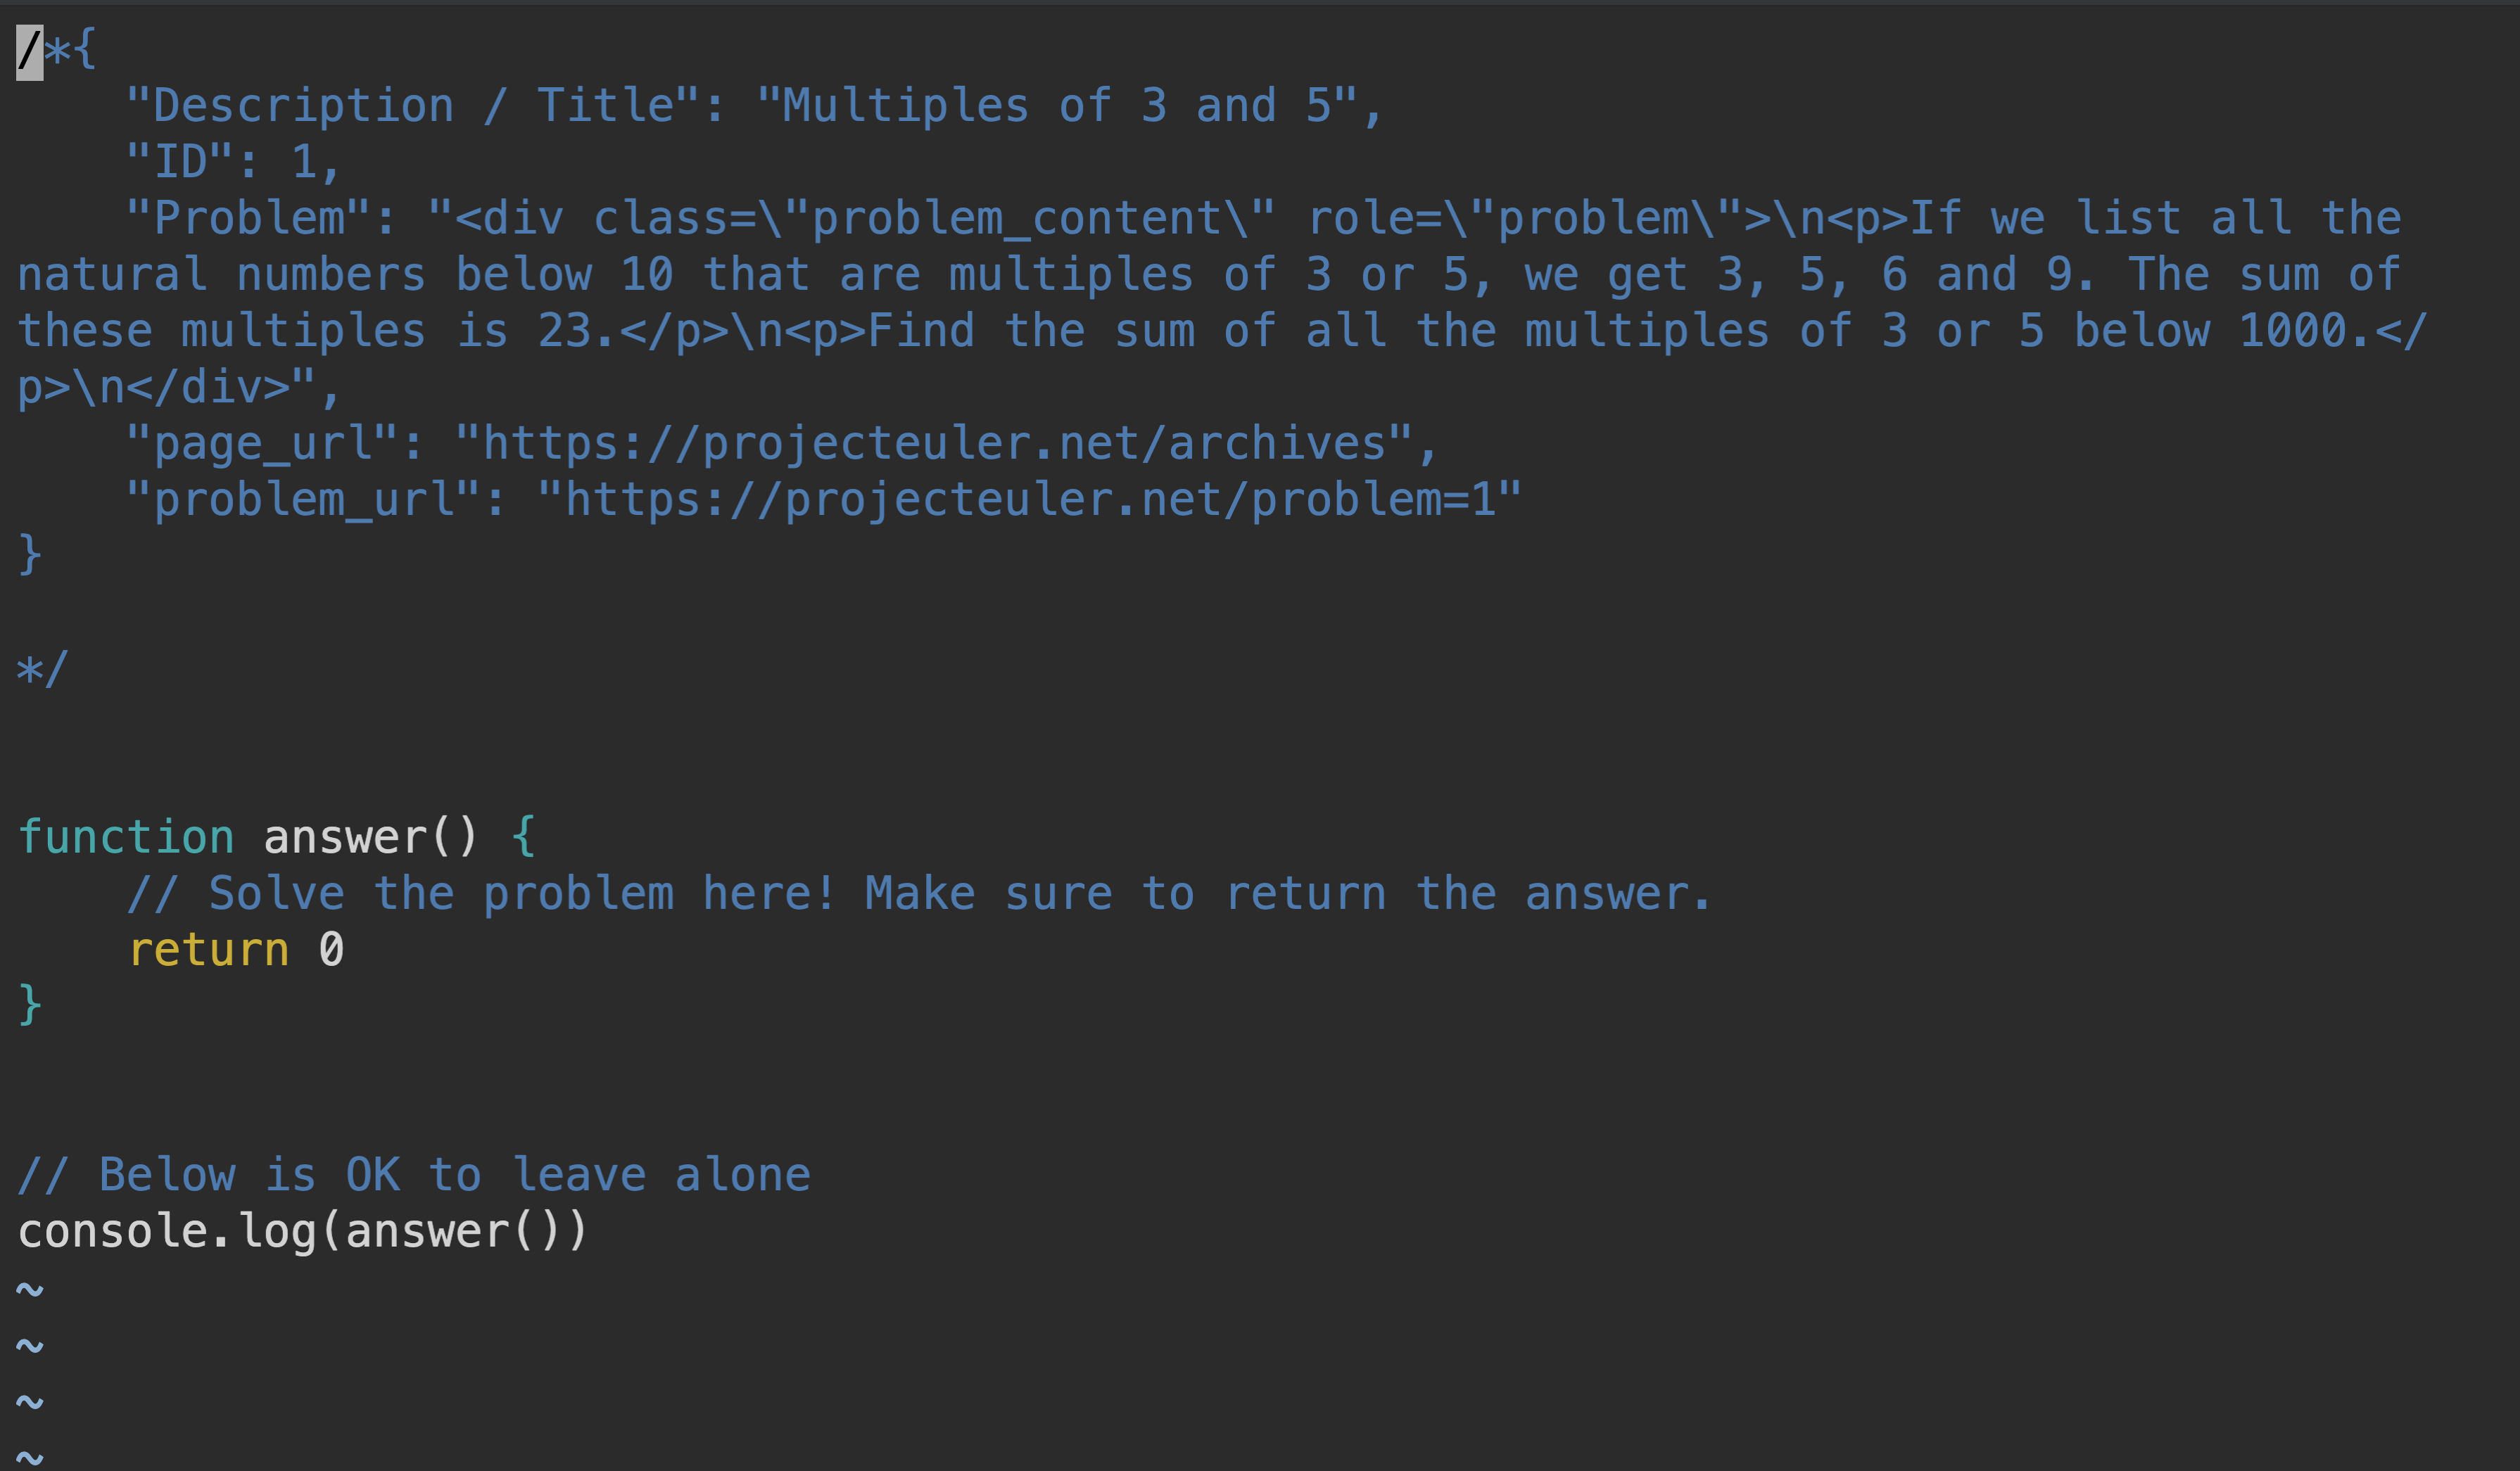 /*{
    "Description / Title": "Multiples of 3 and 5",
    "ID": 1,
    "Problem": "<div class=\"problem_content\" role=\"problem\">\n<p>If we list all the
natural numbers below 10 that are multiples of 3 or 5, we get 3, 5, 6 and 9. The sum of
these multiples is 23.</p>\n<p>Find the sum of all the multiples of 3 or 5 below 1000.</
p>\n</div>",
    "page_url": "https://projecteuler.net/archives",
    "problem_url": "https://projecteuler.net/problem=1"
}

*/

function answer() {
    // Solve the problem here! Make sure to return the answer.
    return 0
}

// Below is OK to leave alone
console.log(answer())
~
~
~
~